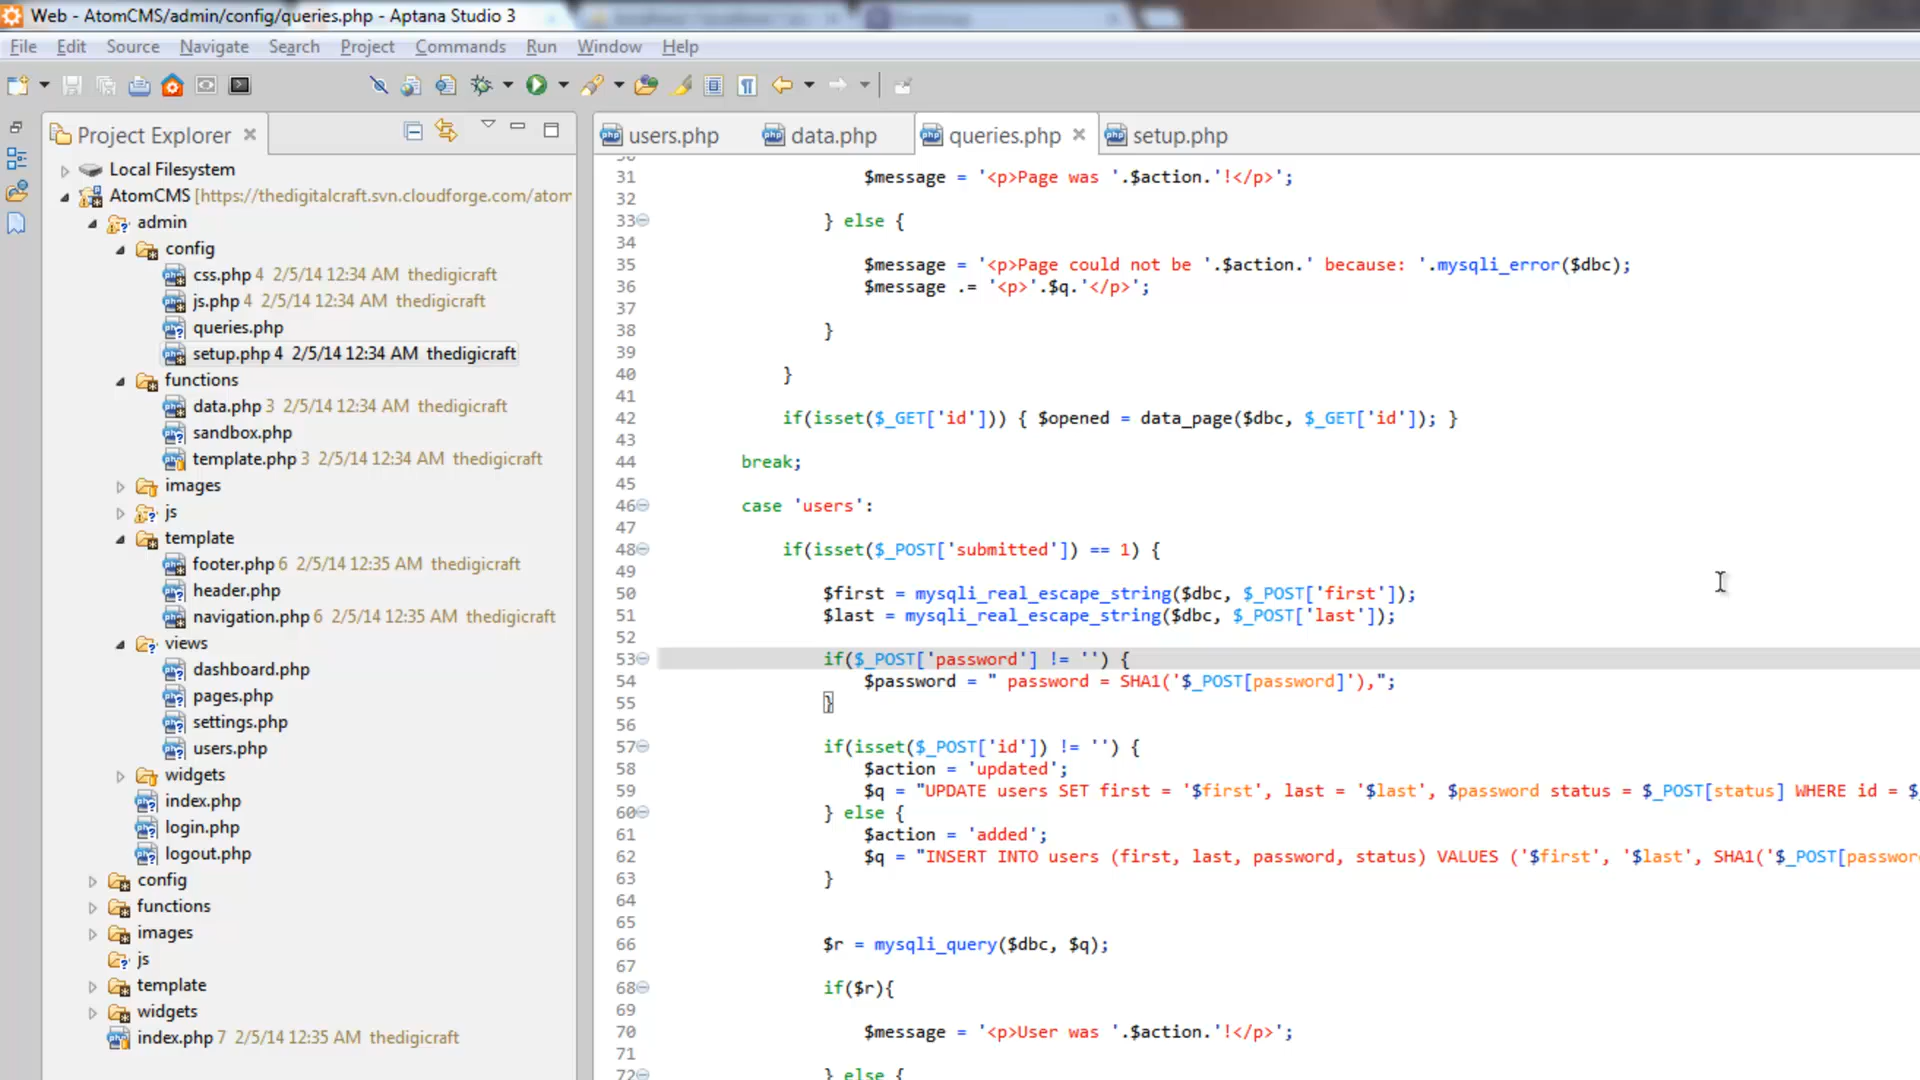 Web - AtomCMS/admin/config/queries.php - Aptana Studio 3
File Edit Source Navigate Search Project Commands Run Window Help
Project Explorer
Local Filesystem
AtomCMS [https://thedigitalcraft.svn.cloudforge.com/atom
admin
config
css.php 4 2/5/14 12:34 AM thedigicraft
js.php 4 2/5/14 12:34 AM thedigicraft
queries.php
setup.php 4 2/5/14 12:34 AM thedigicraft
functions
data.php 3 2/5/14 12:34 AM thedigicraft
sandbox.php
template.php 3 2/5/14 12:34 AM thedigicraft
images
js
template
footer.php 6 2/5/14 12:35 AM thedigicraft
header.php
navigation.php 6 2/5/14 12:35 AM thedigicraft
views
dashboard.php
pages.php
settings.php
users.php
widgets
index.php
login.php
logout.php
config
functions
images
js
template
widgets
index.php 7 2/5/14 12:35 AM thedigicraft
users.php data.php queries.php setup.php
31 $message = '<p>Page was '.$action.'!</p>';
32
33 } else {
34
35 $message = '<p>Page could not be '.$action.' because: '.mysqli_error($dbc);
36 $message .= '<p>'.$q.'</p>';
37
38 }
39
40 }
41
42 if(isset($_GET['id'])) { $opened = data_page($dbc, $_GET['id']); }
43
44 break;
45
46 case 'users':
47
48 if(isset($_POST['submitted']) == 1) {
49
50 $first = mysqli_real_escape_string($dbc, $_POST['first']);
51 $last = mysqli_real_escape_string($dbc, $_POST['last']);
52
53 if($_POST['password'] != '') {
54 $password = " password = SHA1('$_POST[password]'),";
55 }
56
57 if(isset($_POST['id']) != '') {
58 $action = 'updated';
59 $q = "UPDATE users SET first = '$first', last = '$last', $password status = $_POST[status] WHERE id = $_
60 } else {
61 $action = 'added';
62 $q = "INSERT INTO users (first, last, password, status) VALUES ('$first', '$last', SHA1('$_POST[passwor
63 }
64
65
66 $r = mysqli_query($dbc, $q);
67
68 if($r){
69
70 $message = '<p>User was '.$action.'!</p>';
71
72 } else {